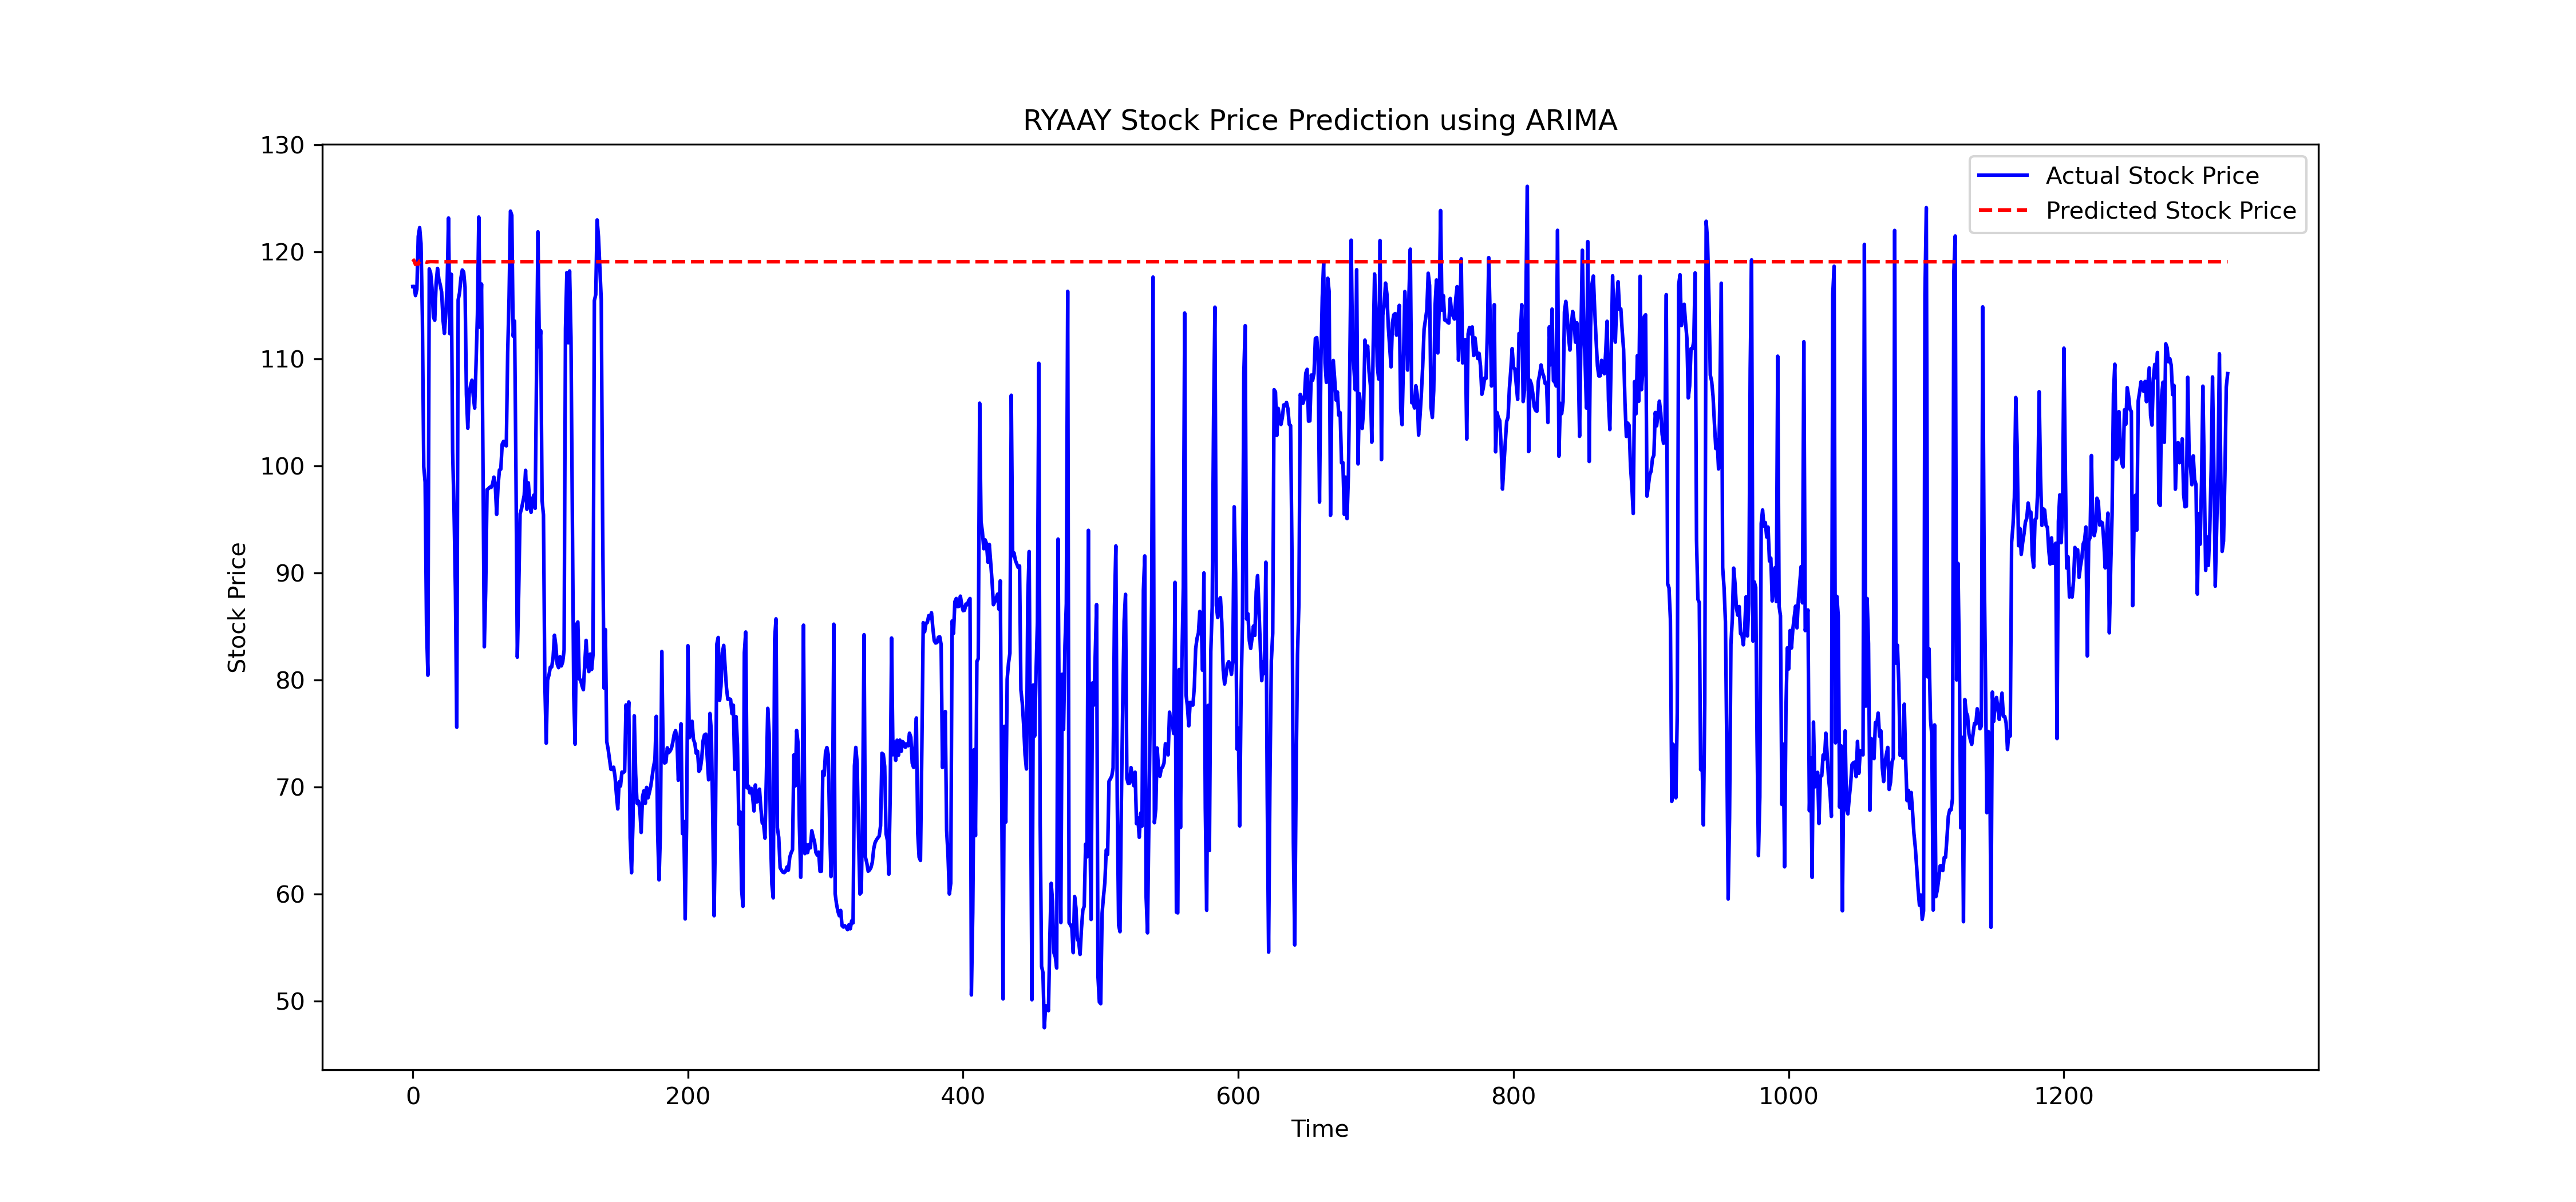 RYAAY Stock Price Prediction using ARIMA
Actual Stock Price
Predicted Stock Price
Stock Price
130
120
110
100
90
80
70
60
50
0 200 400 600 800 1000 1200
Time